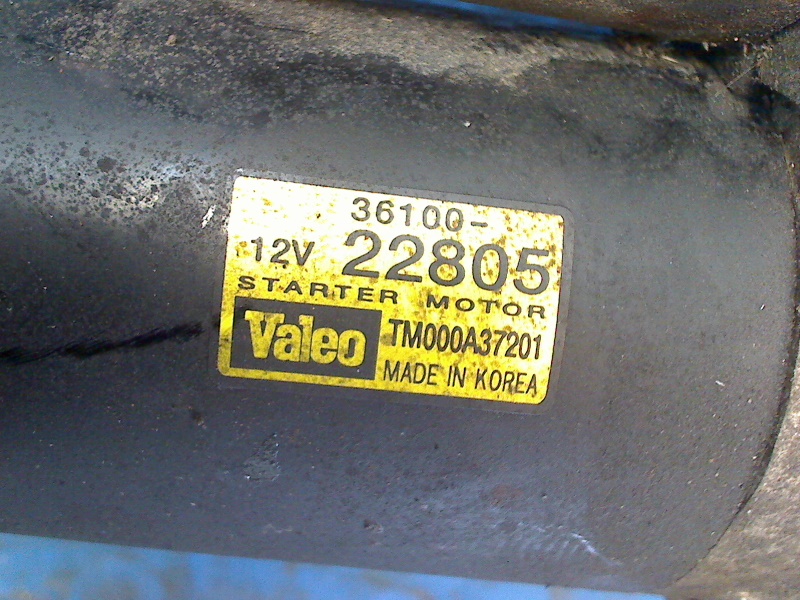 36100-
12V 22805
STARTER MOTOR
Valeo TM000A37201
MADE IN KOREA